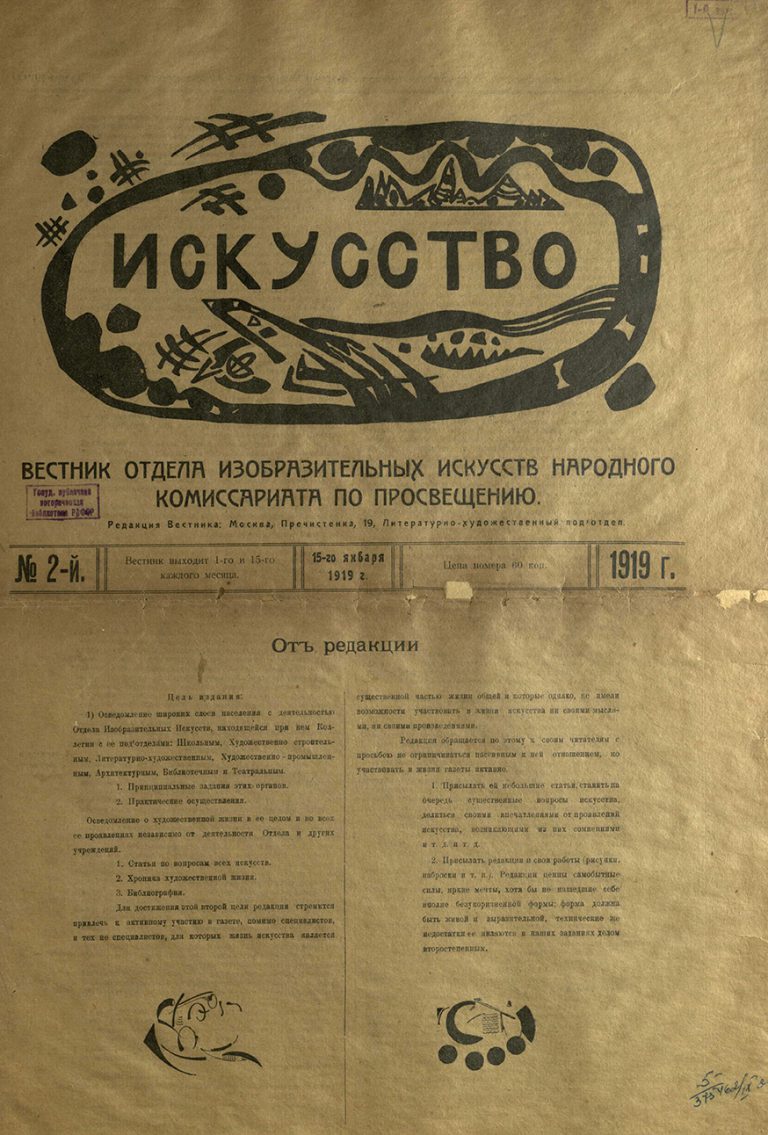 ИСКУССТВО
ВЕСТНИК ОТДЕЛА ИЗОБРАЗИТЕЛЬНЫХ ИСКУССТВ НАРОДНОГО
КОМИССАРИАТА ПО ПРОСВЕЩЕНИЮ.
Редакция Вестника: Москва, Пречистенка, 19, Литературно-художественный подотдел.
№ 2-й.
Вестник выходит 1-го и 15-го
каждого месяца.
15-го января
1919 г.
Цена номера 60 коп.
1919 г.
Отъ редакции
Цель издания:
1) Осведомление широких слоев населения с деятельностью
Отдела Изобразительных Искусств, находящейся при нем Кол-
легии с ее под'отделами: Школьным, Художественно строитель-
ным, Литературно-художественным, Художественно-промышлен-
ным, Архитектурным, Библиотечным и Театральным.
1. Принципиальные задания этих органов.
2. Практические осуществления.
Осведомление о художественной жизни в ее целом и во всех
ее проявлениях независимо от деятельности Отдела и других
учреждений.
1. Статьи по вопросам всех искусств.
2. Хроника художественной жизни.
3. Библиография.
Для достижения этой второй цели редакция стремится
привлечь к активному участию в газете, помимо специалистов,
и тех не специалистов, для которых жизнь искусства является
существенной частью жизни общей и которые однако, не имели
возможности участвовать в жизни искусства ни своими мысля-
ми, ни своими произведениями.
Редакция обращается по этому к своим читателям с
просьбою не ограничиваться пассивным к ней отношением, но
участвовать в жизни газеты активно.
1. Присылать ей небольшие статьи, ставить на
очередь существенные вопросы искусства,
делиться своими впечатлениями от проявлений
искусства, возникающими из них сомнениями
и т. д. и т. д.
2. Присылать редакции и свои работы (рисунки,
наброски и т. п.). Редакции ценны самобытные
силы, яркие мечты, хотя бы не нашедшие себе
вполне безукоризненной формы: форма должна
быть живой и выразительной, технические же
недостатки ее являются в наших заданиях делом
второстепенным.